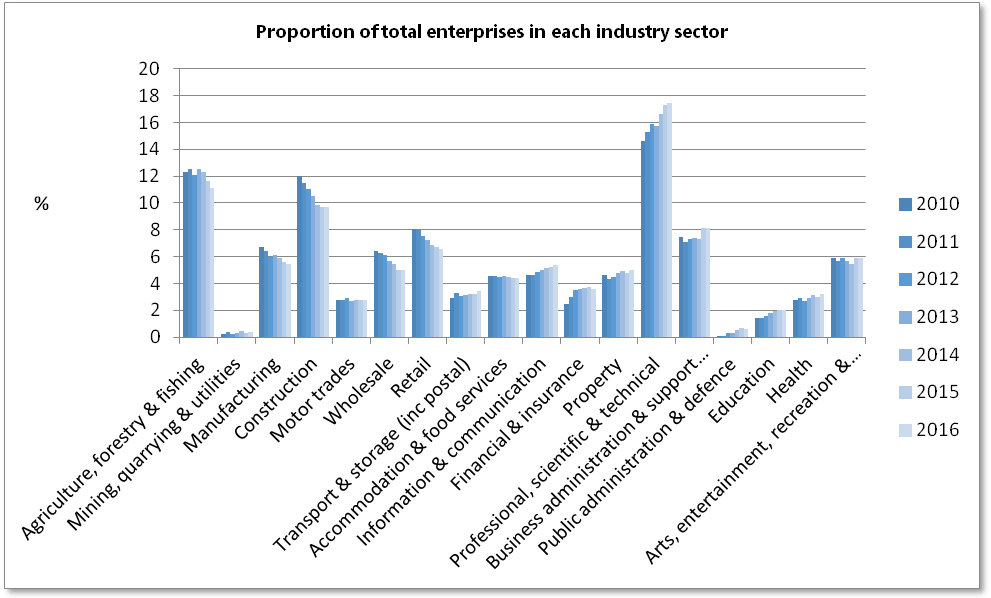 Proportion of total enterprises in each industry sector
20
18
16
14
12
10
8
6
4
2
0
%
Agriculture, forestry & fishing
Mining, quarrying & utilities
Manufacturing
Construction
Motor trades
Wholesale
Retail
Transport & storage (inc postal)
Accommodation & food services
Information & communication
Financial & insurance
Property
Professional, scientific & technical
Business administration & support...
Public administration & defence
Education
Health
Arts, entertainment, recreation &...
2010
2011
2012
2013
2014
2015
2016